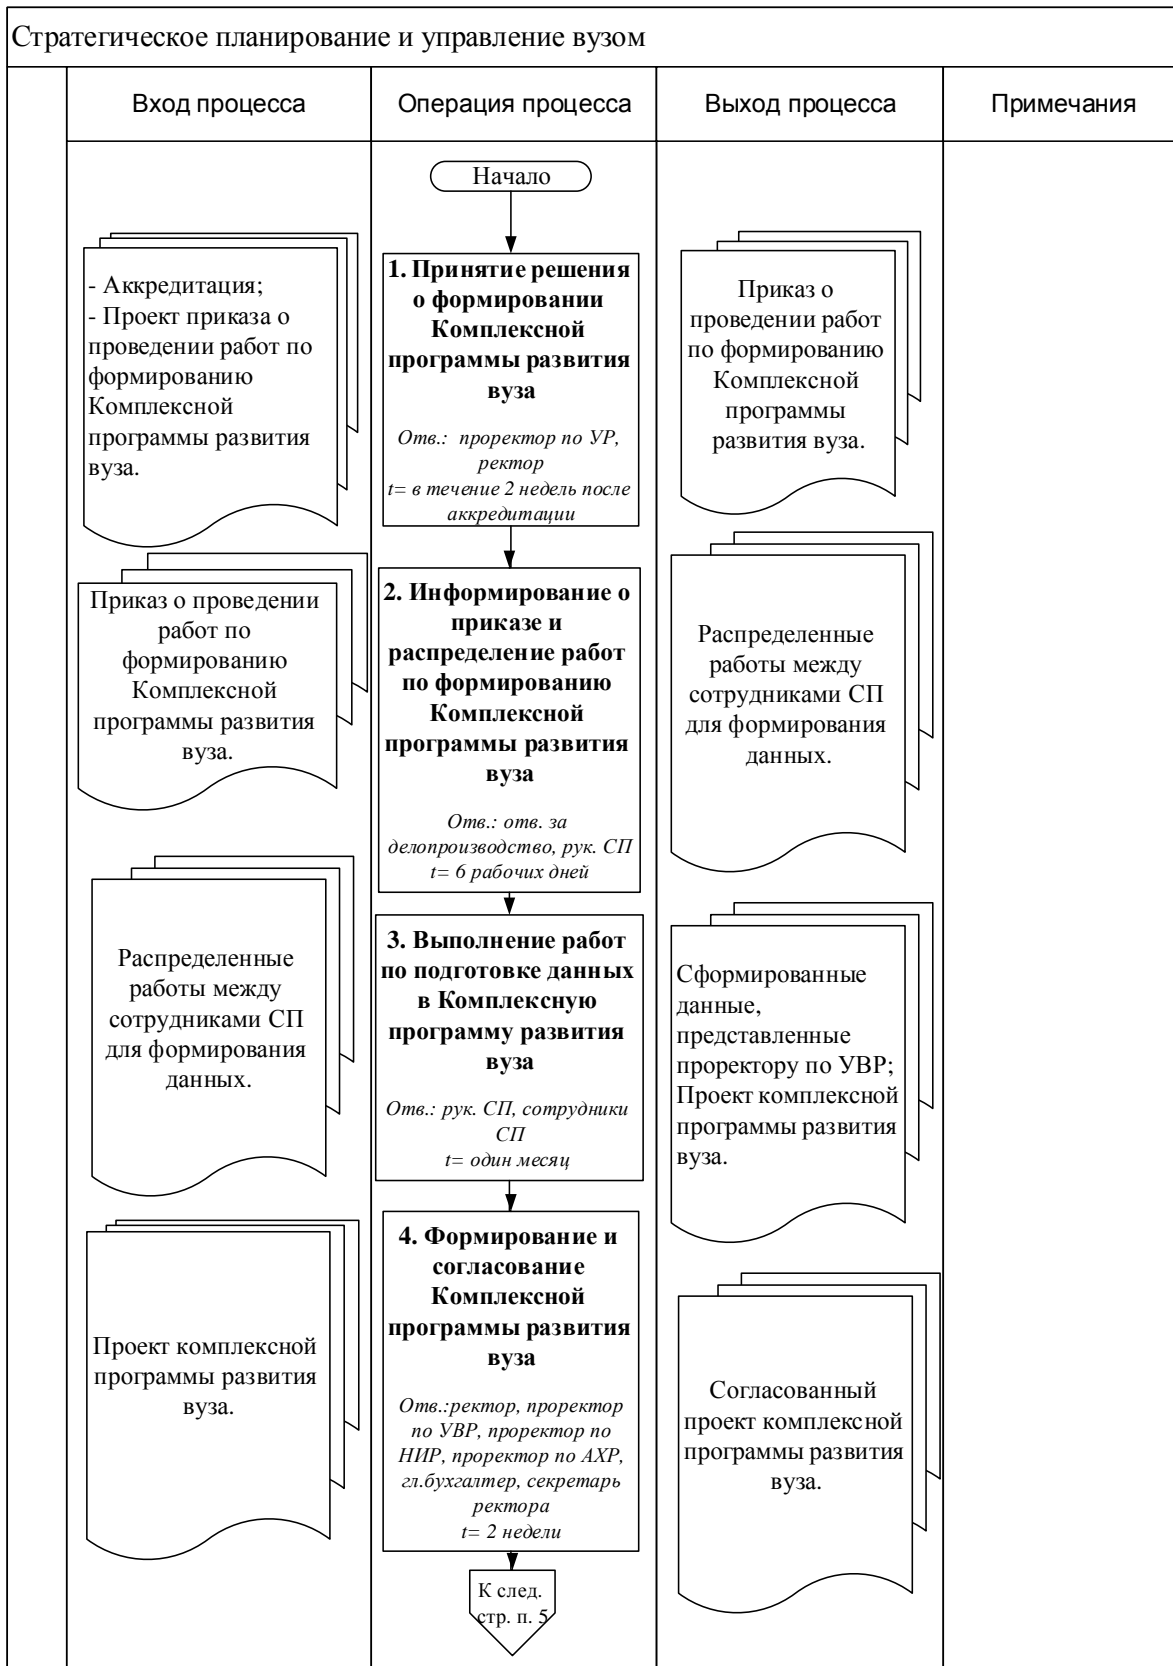 Стратегическое планирование и управление вузом
Вход процесса
Операция процесса
Выход процесса
Примечания
Начало
- Аккредитация;
- Проект приказа о
проведении работ по
формированию
Комплексной
программы развития
вуза.
1. Принятие решения
о формировании
Комплексной
программы развития
вуза
Отв.: проректор по УР,
ректор
t= в течение 2 недель после
аккредитации
Приказ о
проведении работ
по формированию
Комплексной
программы
развития вуза.
Приказ о проведении
работ по
формированию
Комплексной
программы развития
вуза.
2. Информирование о
приказе и
распределение работ
по формированию
Комплексной
программы развития
вуза
Отв.: отв. за
делопроизводство, рук. СП
t= 6 рабочих дней
Распределенные
работы между
сотрудниками СП
для формирования
данных.
Распределенные
работы между
сотрудниками СП
для формирования
данных.
3. Выполнение работ
по подготовке данных
в Комплексную
программу развития
вуза
Отв.: рук. СП, сотрудники
СП
t= один месяц
Сформированные
данные,
представленные
проректору по УВР;
Проект комплексной
программы развития
вуза.
Проект комплексной
программы развития
вуза.
4. Формирование и
согласование
Комплексной
программы развития
вуза
Отв.:ректор, проректор
по УВР, проректор по
НИР, проректор по АХР,
гл.бухгалтер, секретарь
ректора
t= 2 недели
Согласованный
проект комплексной
программы развития
вуза.
К след.
стр. п. 5